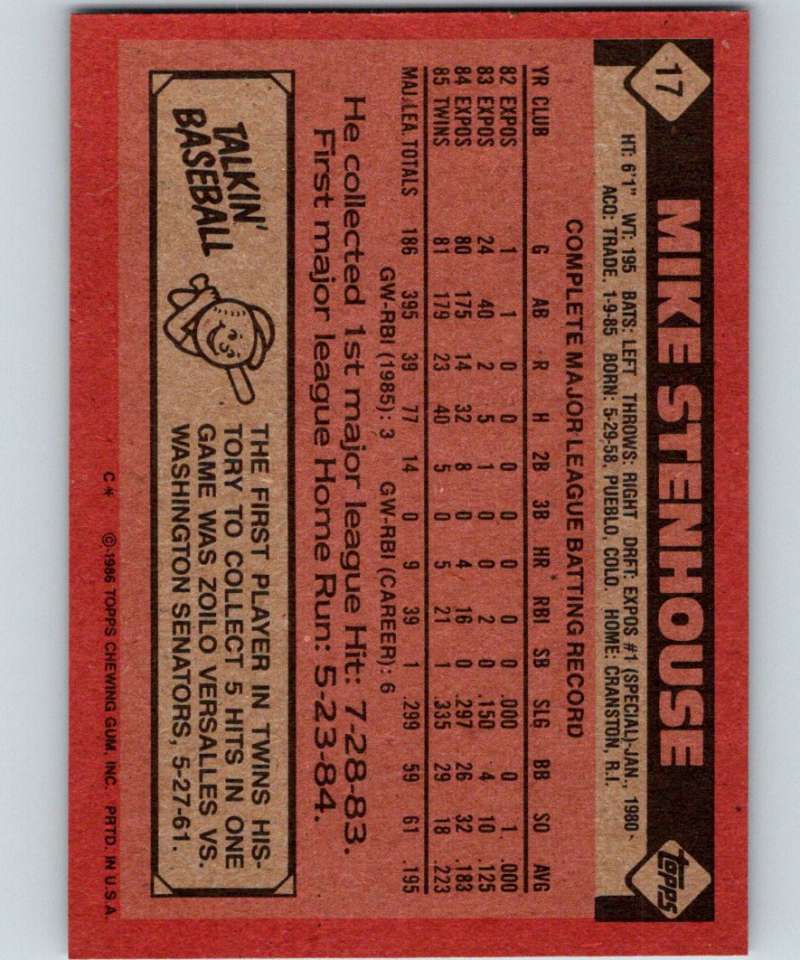 17
MIKE STENHOUSE
topps
HT: 6'1" WT: 195 BATS: LEFT THROWS: RIGHT DRFT: EXPOS #1 (SPECIAL)-JAN., 1980-
ACQ: TRADE, 1-9-85 BORN: 5-29-58, PUEBLO, COLO. HOME: CRANSTON, R.I.
COMPLETE MAJOR LEAGUE BATTING RECORD
YR CLUB G AB R H 2B 3B HR RBI SB SLG BB SO AVG
82 EXPOS 1 1 0 0 0 0 0 0 0 .000 0 1 .000
83 EXPOS 24 40 2 5 1 0 0 2 0 .150 4 10 .125
84 EXPOS 80 175 14 32 8 0 4 16 0 .297 26 32 .183
85 TWINS 81 179 23 40 5 0 5 21 1 .335 29 18 .223
MAJ.LEA. TOTALS 186 395 39 77 14 0 9 39 1 .299 59 61 .195
GW-RBI (1985): 3 GW-RBI (CAREER): 6
He collected 1st major league Hit: 7-28-83.
First major league Home Run: 5-23-84.
TALKIN'
BASEBALL
THE FIRST PLAYER IN TWINS HIS-
TORY TO COLLECT 5 HITS IN ONE
GAME WAS ZOILO VERSALLES VS.
WASHINGTON SENATORS, 5-27-61.
C* © 1986 TOPPS CHEWING GUM, INC. PRTD. IN U.S.A.